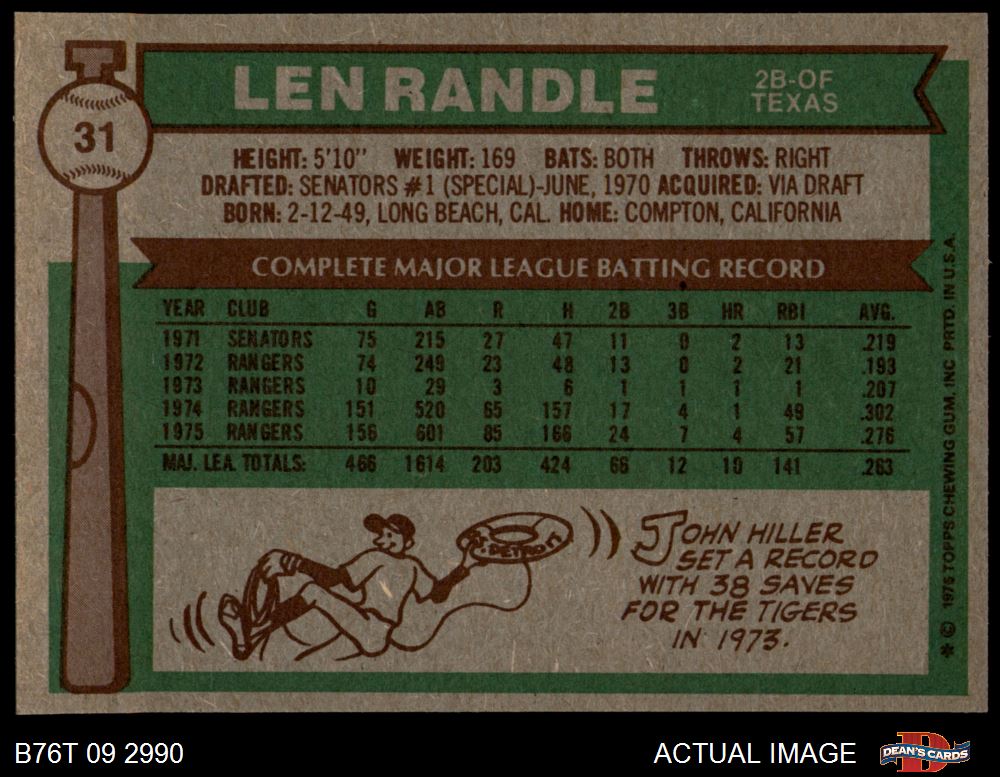 LEN RANDLE
2B-OF
TEXAS
31
HEIGHT: 5'10" WEIGHT: 169 BATS: BOTH THROWS: RIGHT
DRAFTED: SENATORS #1 (SPECIAL)-JUNE, 1970 ACQUIRED: VIA DRAFT
BORN: 2-12-49, LONG BEACH, CAL. HOME: COMPTON, CALIFORNIA
COMPLETE MAJOR LEAGUE BATTING RECORD
YEAR CLUB G AB R H 2B 3B HR RBI AVG.
1971 SENATORS 75 215 27 47 11 0 2 13 .219
1972 RANGERS 74 249 23 48 13 0 2 21 .193
1973 RANGERS 10 29 3 6 1 1 1 1 .207
1974 RANGERS 151 520 65 157 17 4 1 49 .302
1975 RANGERS 156 601 85 166 24 7 4 57 .276
MAJ. LEA. TOTALS: 466 1614 203 424 66 12 10 141 .263
DETROIT
JOHN HILLER
SET A RECORD
WITH 38 SAVES
FOR THE TIGERS
IN 1973.
* © 1976 TOPPS CHEWING GUM, INC PRTD. IN U.S.A.
B76T 09 2990
ACTUAL IMAGE
DEAN'S CARDS